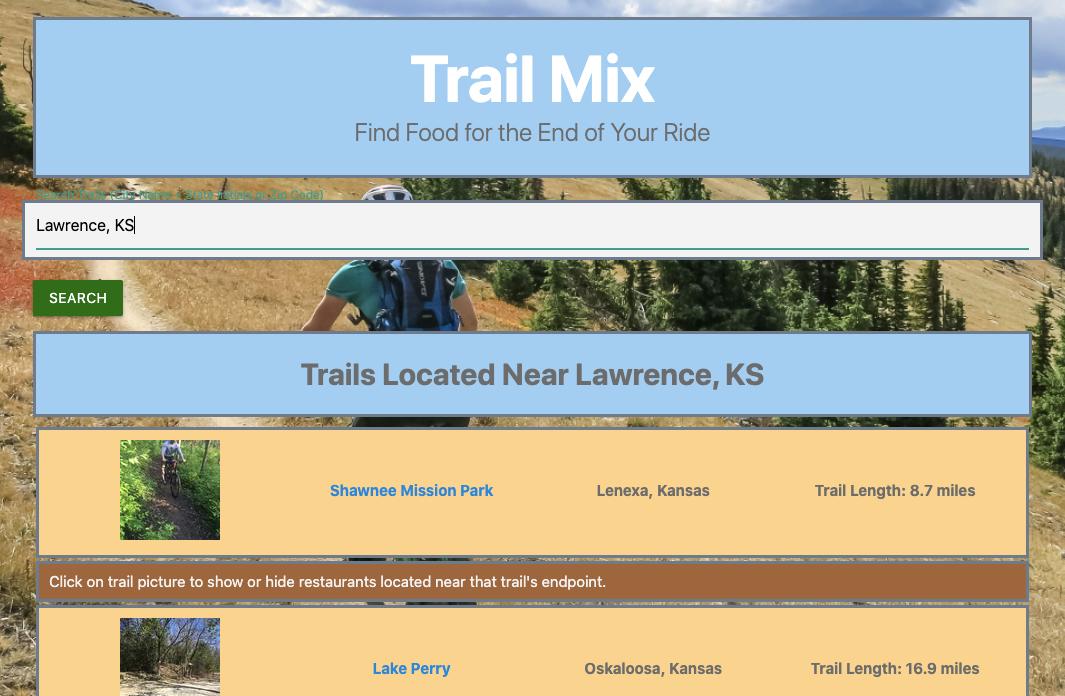 Trail Mix
Find Food for the End of Your Ride
Lawrence, KS
SEARCH
Trails Located Near Lawrence, KS
Shawnee Mission Park Lenexa, Kansas Trail Length: 8.7 miles
Click on trail picture to show or hide restaurants located near that trail's endpoint.
Lake Perry Oskaloosa, Kansas Trail Length: 16.9 miles